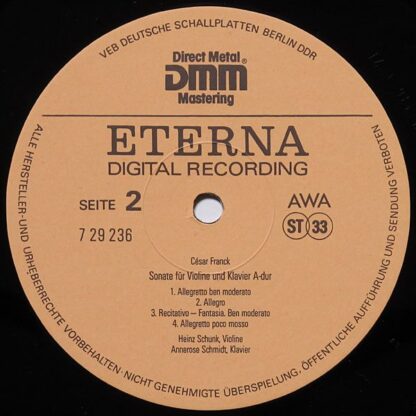 VEB DEUTSCHE SCHALLPLATTEN BERLIN DDR
Direct Metal®
DMM
Mastering
ETERNA
DIGITAL RECORDING
SEITE 2
AWA
7 29 236
ST 33
César Franck
Sonate für Violine und Klavier A-dur
1. Allegretto ben moderato
2. Allegro
3. Recitativo – Fantasia. Ben moderato
4. Allegretto poco mosso
Heinz Schunk, Violine
Annerose Schmidt, Klavier
ALLE HERSTELLER- UND URHEBERRECHTE VORBEHALTEN · NICHT GENEHMIGTE ÜBERSPIELUNG, ÖFFENTLICHE AUFFÜHRUNG UND SENDUNG VERBOTEN